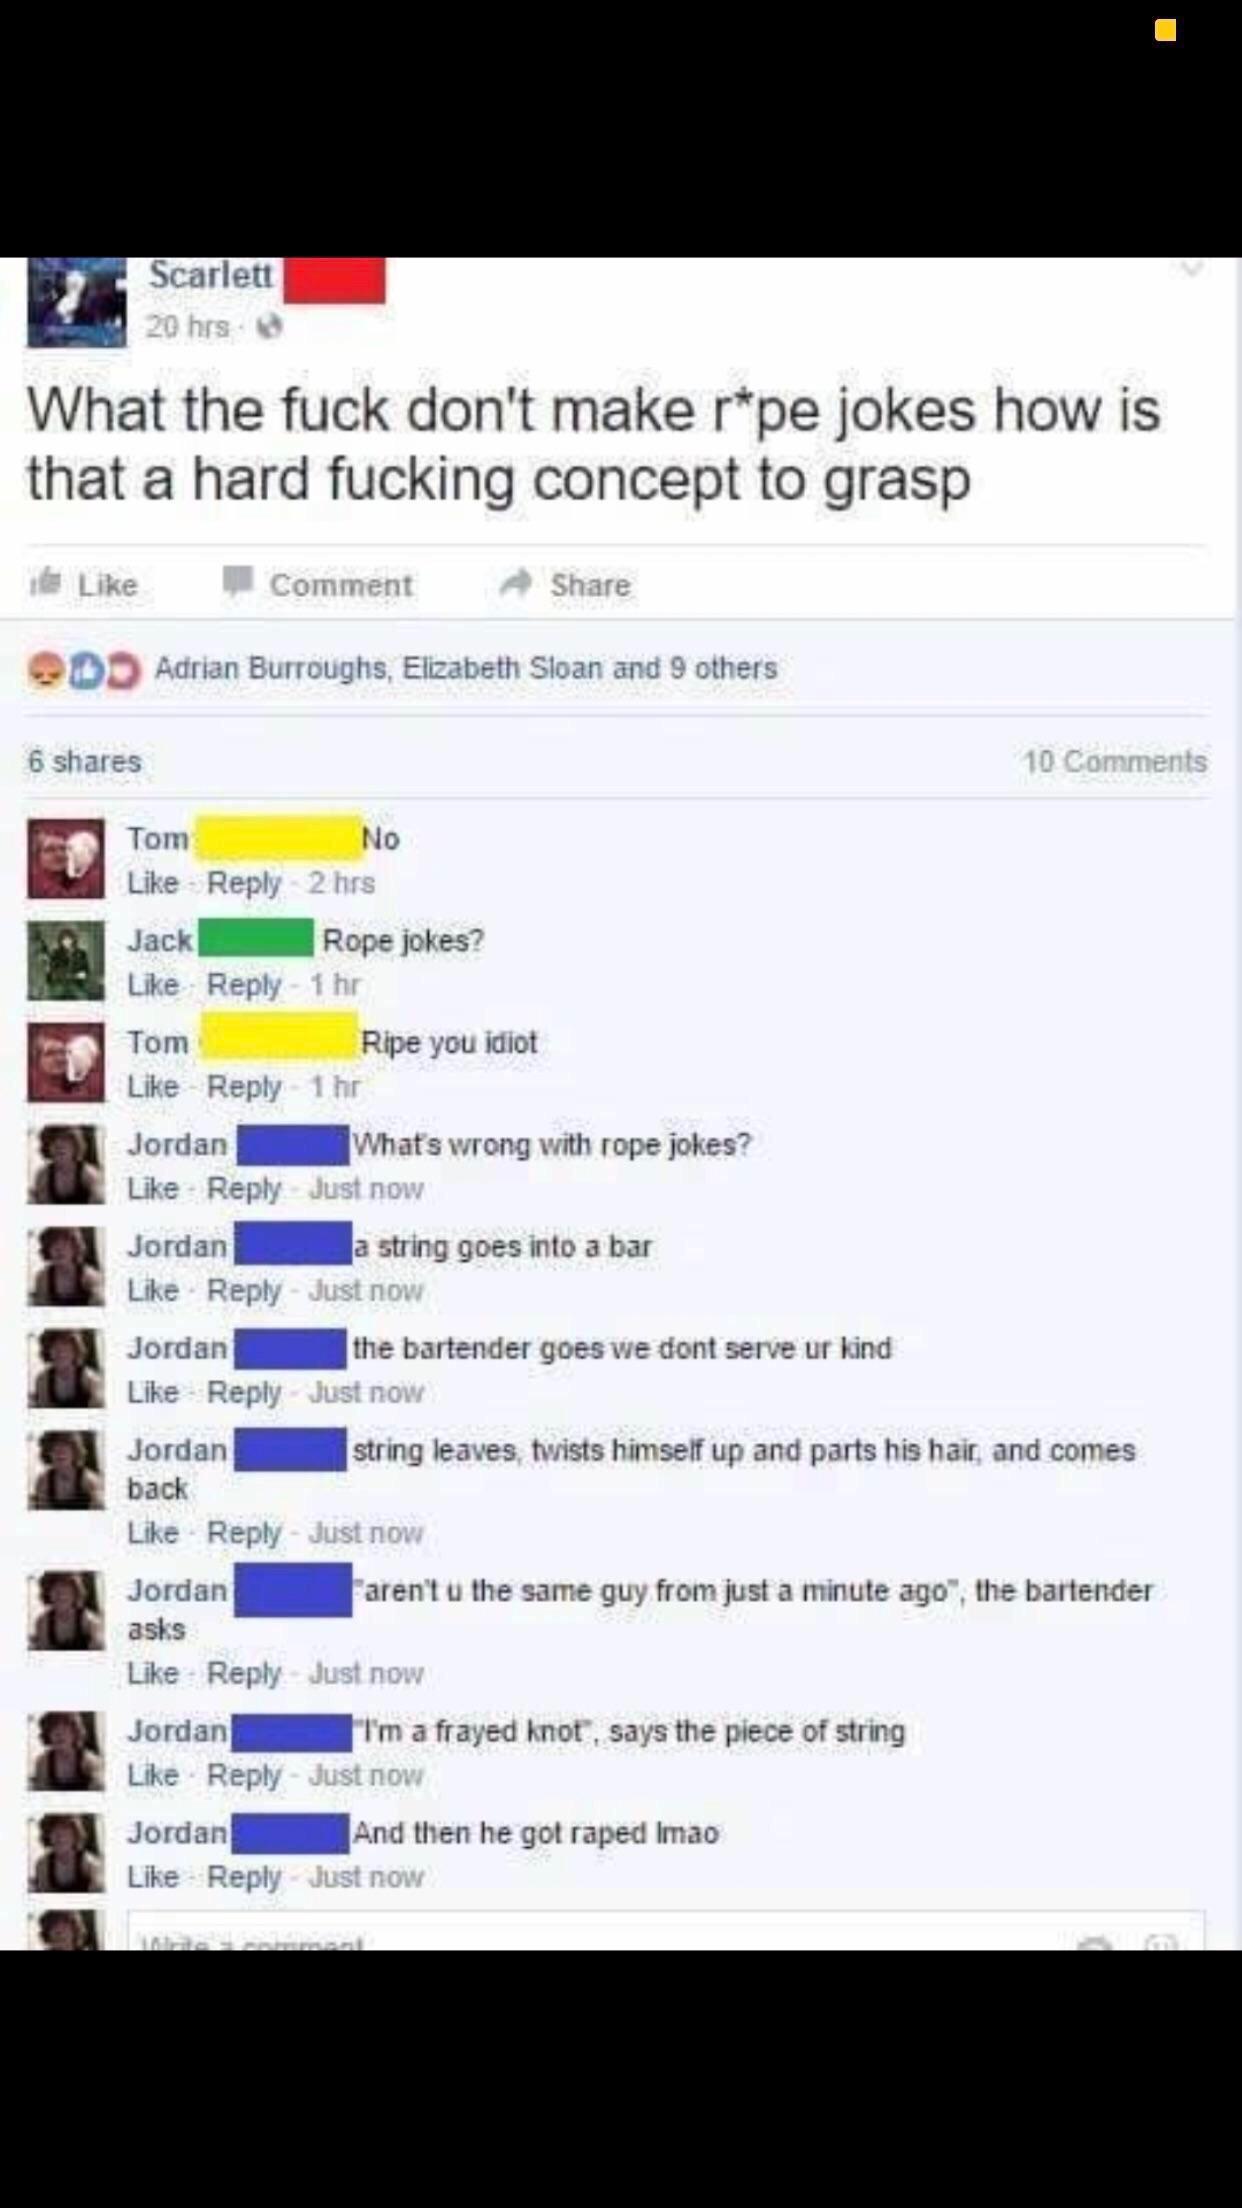 Scarlett
20 hrs ·
What the fuck don't make r*pe jokes how is
that a hard fucking concept to grasp
Like Comment Share
Adrian Burroughs, Elizabeth Sloan and 9 others
6 shares 10 Comments
Tom No
Like · Reply · 2 hrs
Jack Rope jokes?
Like · Reply · 1 hr
Tom Ripe you idiot
Like · Reply · 1 hr
Jordan What's wrong with rope jokes?
Like · Reply · Just now
Jordan a string goes into a bar
Like · Reply · Just now
Jordan the bartender goes we dont serve ur kind
Like · Reply · Just now
Jordan string leaves, twists himself up and parts his hair, and comes
back
Like · Reply · Just now
Jordan "aren't u the same guy from just a minute ago", the bartender
asks
Like · Reply · Just now
Jordan "I'm a frayed knot", says the piece of string
Like · Reply · Just now
Jordan And then he got raped lmao
Like · Reply · Just now
Write a comment